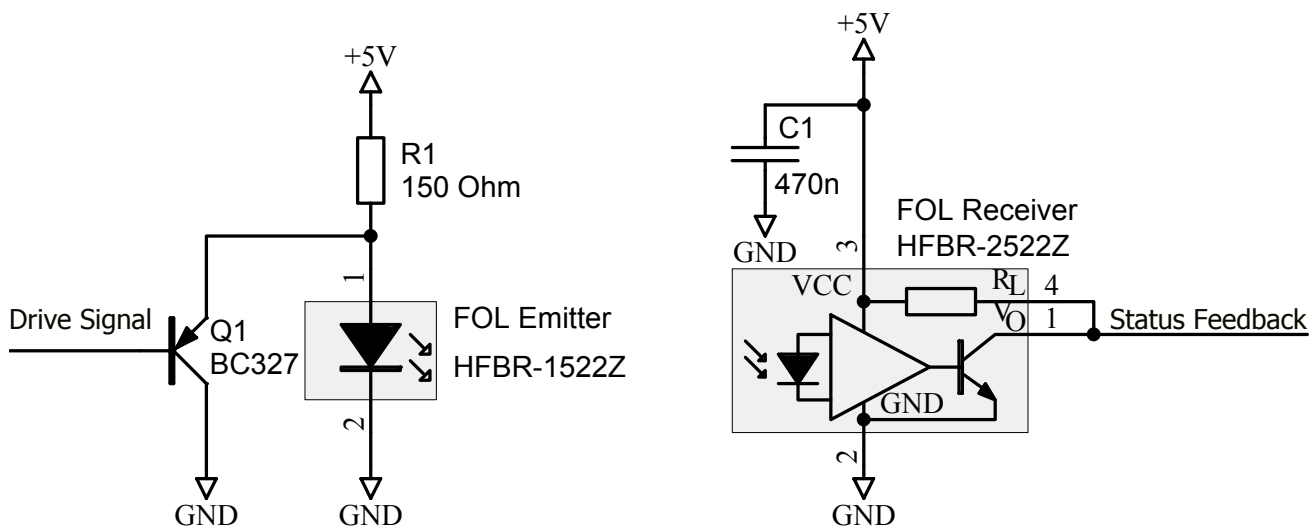 +5V
R1
150 Ohm
1
Drive Signal
Q1
BC327
FOL Emitter
HFBR-1522Z
2
GND
GND
+5V
C1
470n
GND
FOL Receiver
HFBR-2522Z
3
VCC
RL
4
VO
1
Status Feedback
GND
2
GND